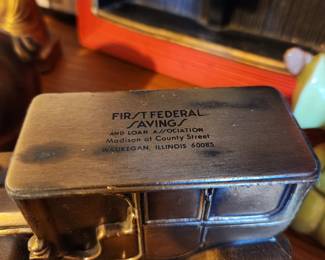 FIRST FEDERAL
SAVINGS
AND LOAN ASSOCIATION
Madison at County Street
WAUKEGAN, ILLINOIS 60085